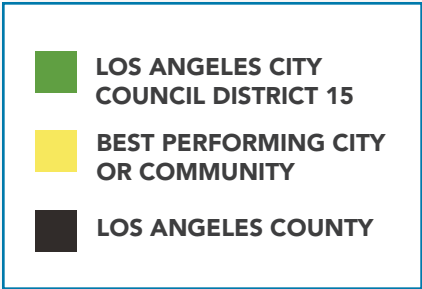 LOS ANGELES CITY
COUNCIL DISTRICT 15
BEST PERFORMING CITY
OR COMMUNITY
LOS ANGELES COUNTY